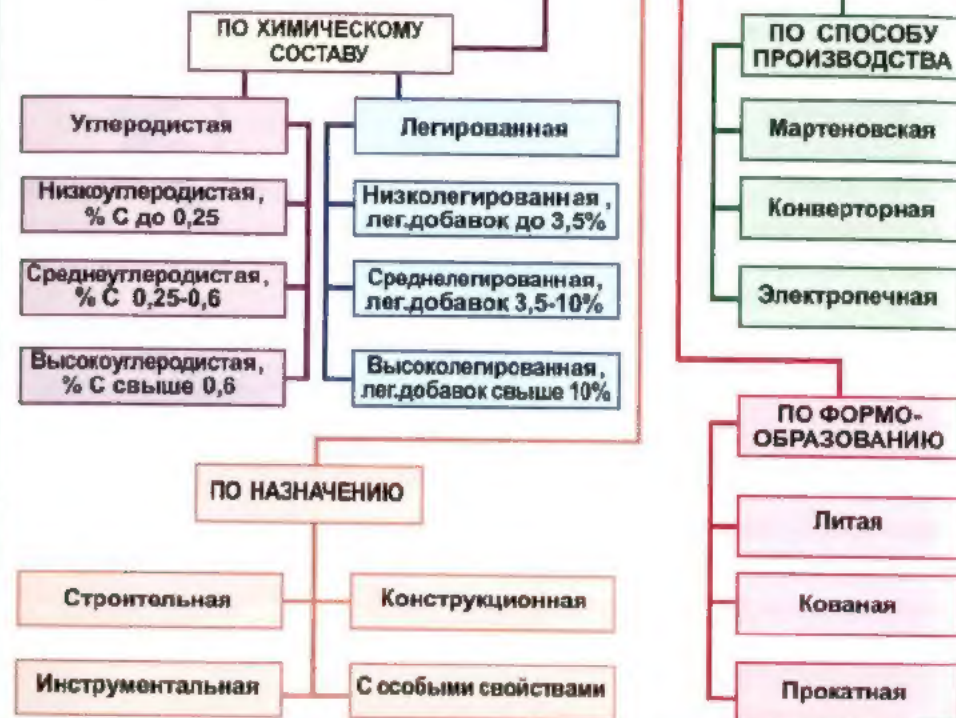 ПО ХИМИЧЕСКОМУ
СОСТАВУ
Углеродистая
Низкоуглеродистая,
% С до 0,25
Среднеуглеродистая,
% С 0,25-0,6
Высокоуглеродистая,
% С свыше 0,6
Легированная
Низколегированная,
лег.добавок до 3,5%
Среднелегированная,
лег.добавок 3,5-10%
Высоколегированная,
лег.добавок свыше 10%
ПО НАЗНАЧЕНИЮ
Строительная
Конструкционная
Инструментальная
С особыми свойствами
ПО СПОСОБУ
ПРОИЗВОДСТВА
Мартеновская
Конверторная
Электропечная
ПО ФОРМО-
ОБРАЗОВАНИЮ
Литая
Кованая
Прокатная